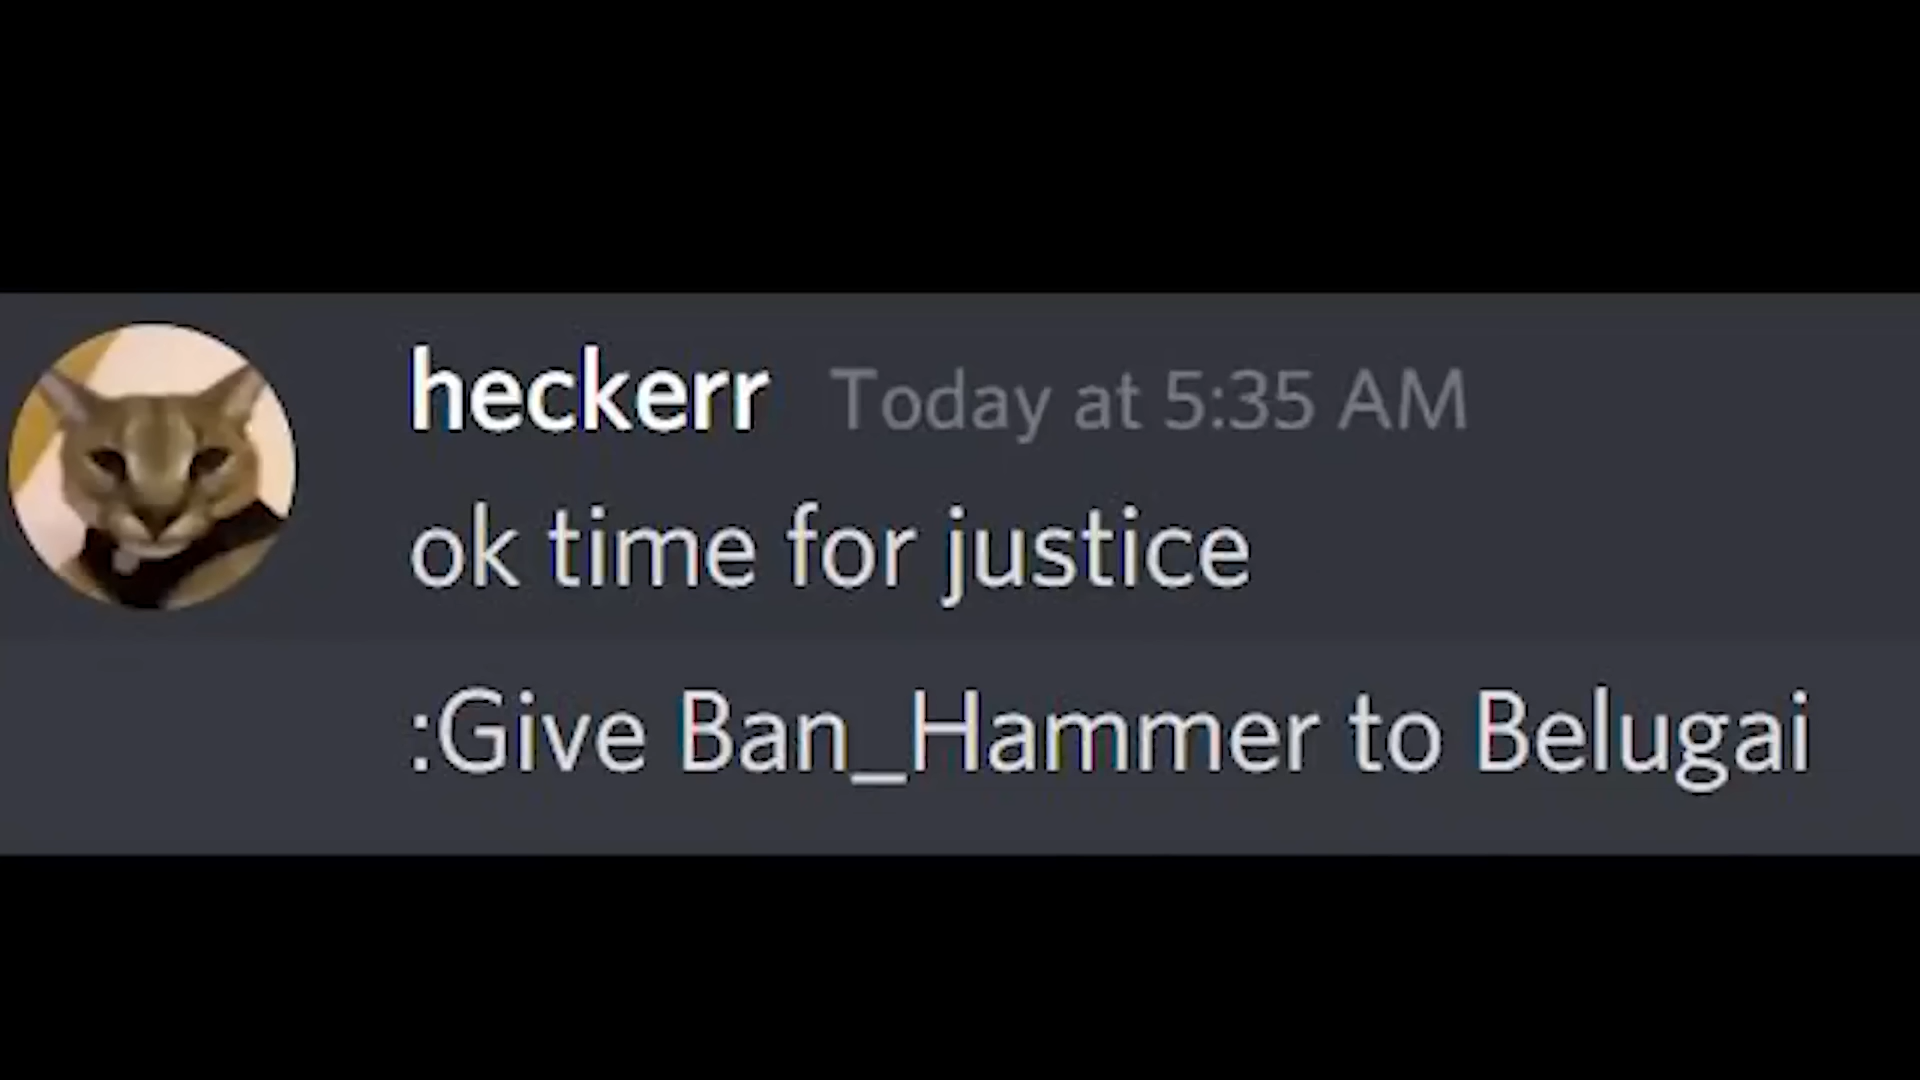 heckerr Today at 5:35 AM
ok time for justice
:Give Ban_Hammer to Belugai